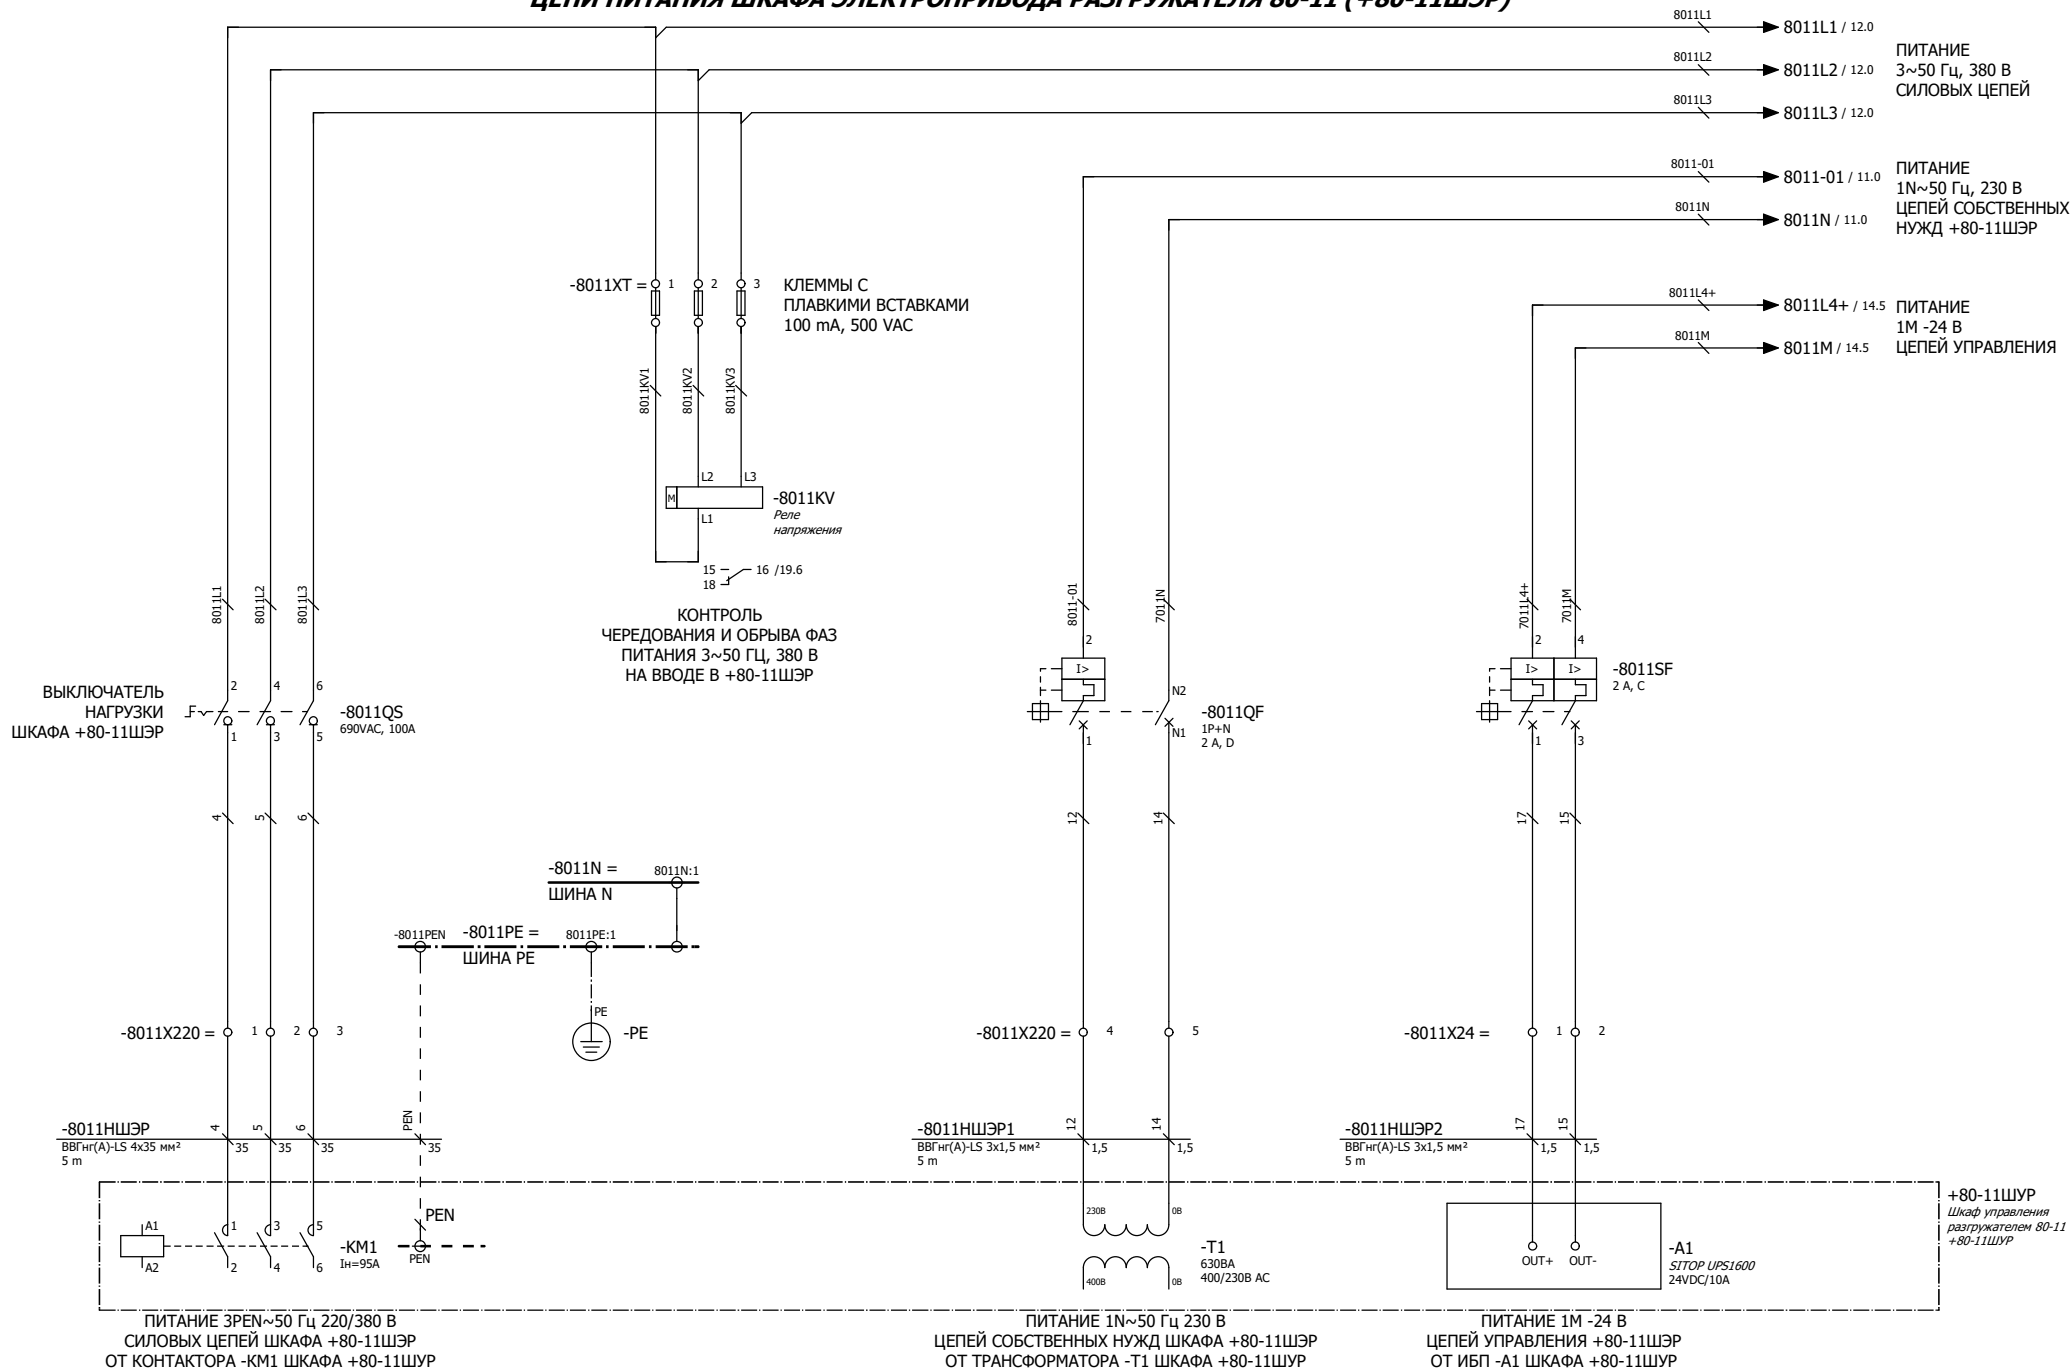 ЦЕПИ ПИТАНИЯ ШКАФА ЭЛЕКТРОПРИВОДА РАЗГРУЖАТЕЛЯ 80-11 (+80-11ШЭР)
8011L1
8011L1 / 12.0
8011L2
8011L2 / 12.0
8011L3
8011L3 / 12.0
ПИТАНИЕ
3~50 Гц, 380 В
СИЛОВЫХ ЦЕПЕЙ
8011-01
8011-01 / 11.0
8011N
8011N / 11.0
ПИТАНИЕ
1N~50 Гц, 230 В
ЦЕПЕЙ СОБСТВЕННЫХ
НУЖД +80-11ШЭР
8011L4+
8011L4+ / 14.5
8011M
8011M / 14.5
ПИТАНИЕ
1М -24 В
ЦЕПЕЙ УПРАВЛЕНИЯ
-8011XT = 1 2 3
КЛЕММЫ С
ПЛАВКИМИ ВСТАВКАМИ
100 mA, 500 VAC
8011KV1
8011KV2
8011KV3
L2 L3
M
L1
-8011KV
Реле
напряжения
15 16 /19.6
18
КОНТРОЛЬ
ЧЕРЕДОВАНИЯ И ОБРЫВА ФАЗ
ПИТАНИЯ 3~50 ГЦ, 380 В
НА ВВОДЕ В +80-11ШЭР
8011L1
8011L2
8011L3
8011-01
7011N
7011L4+
7011M
ВЫКЛЮЧАТЕЛЬ
НАГРУЗКИ
ШКАФА +80-11ШЭР
2 4 6
1 3 5
-8011QS
690VAC, 100A
2
I>
1
N2
N1
-8011QF
1P+N
2 A, D
2 4
I> I>
1 3
-8011SF
2 A, C
4 5 6
12 14
17 15
-8011N = 8011N:1
ШИНА N
-8011PEN -8011PE = 8011PE:1
ШИНА PE
PE
-PE
-8011X220 = 1 2 3
-8011X220 = 4 5
-8011X24 = 1 2
-8011НШЭР
ВВГнг(А)-LS 4x35 мм²
5 m
4 5 6 PEN
35 35 35 35
-8011НШЭР1
ВВГнг(А)-LS 3x1,5 мм²
5 m
12 14
1,5 1,5
-8011НШЭР2
ВВГнг(А)-LS 3x1,5 мм²
5 m
17 15
1,5 1,5
+80-11ШУР
Шкаф управления
разгружателем 80-11
+80-11ШУР
A1
A2
1 3 5
2 4 6
-KM1
Iн=95А
PEN
PEN
230В 0В
400В 0В
-T1
630ВА
400/230В AC
OUT+ OUT-
-A1
SITOP UPS1600
24VDC/10A
ПИТАНИЕ 3PEN~50 Гц 220/380 В
СИЛОВЫХ ЦЕПЕЙ ШКАФА +80-11ШЭР
ОТ КОНТАКТОРА -КМ1 ШКАФА +80-11ШУР
ПИТАНИЕ 1N~50 Гц 230 В
ЦЕПЕЙ СОБСТВЕННЫХ НУЖД ШКАФА +80-11ШЭР
ОТ ТРАНСФОРМАТОРА -Т1 ШКАФА +80-11ШУР
ПИТАНИЕ 1М -24 В
ЦЕПЕЙ УПРАВЛЕНИЯ +80-11ШЭР
ОТ ИБП -А1 ШКАФА +80-11ШУР